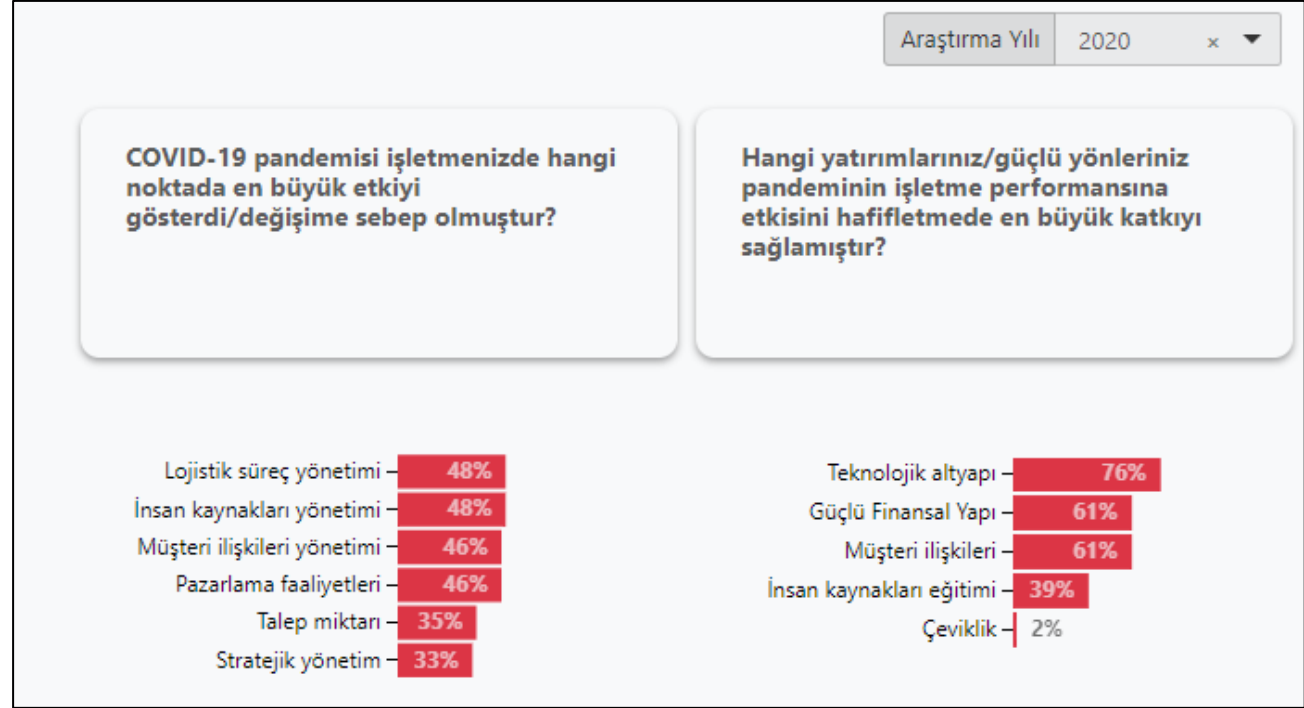 Araştırma Yılı 2020 ×
COVID-19 pandemisi işletmenizde hangi
noktada en büyük etkiyi
gösterdi/değişime sebep olmuştur?
Hangi yatırımlarınız/güçlü yönleriniz
pandeminin işletme performansına
etkisini hafifletmede en büyük katkıyı
sağlamıştır?
Lojistik süreç yönetimi 48%
İnsan kaynakları yönetimi 48%
Müşteri ilişkileri yönetimi 46%
Pazarlama faaliyetleri 46%
Talep miktarı 35%
Stratejik yönetim 33%
Teknolojik altyapı 76%
Güçlü Finansal Yapı 61%
Müşteri ilişkileri 61%
İnsan kaynakları eğitimi 39%
Çeviklik 2%